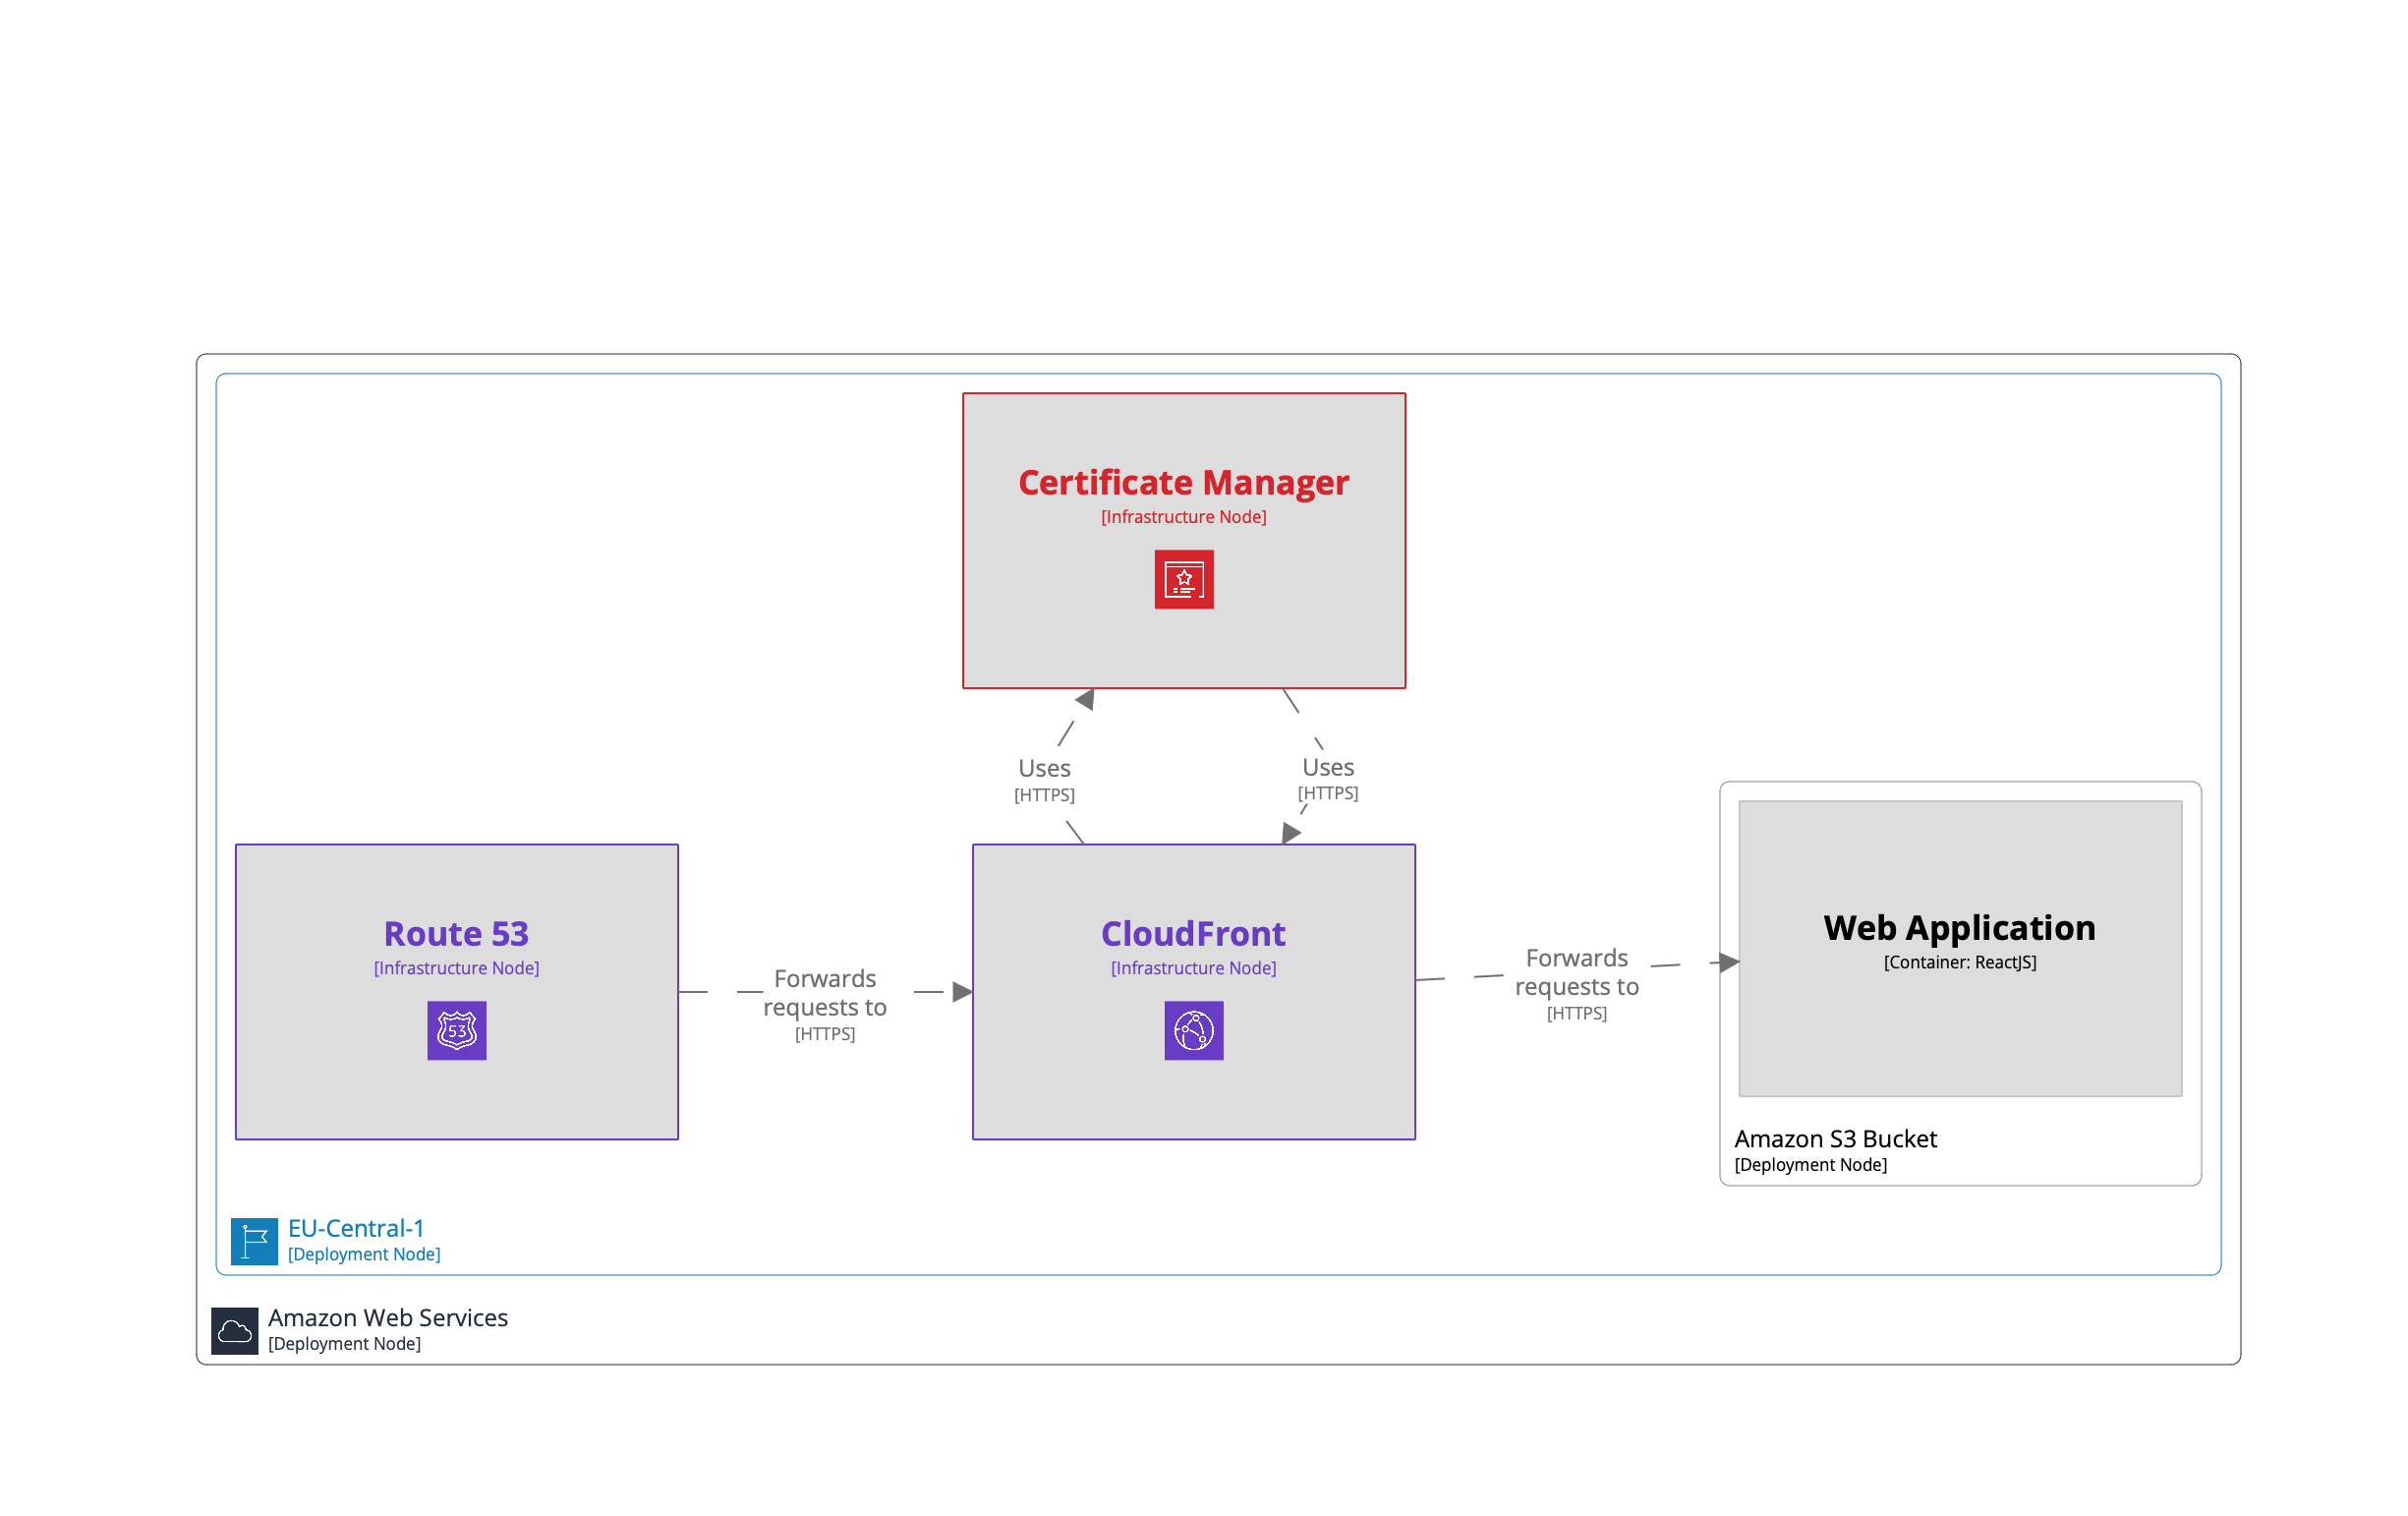 Certificate Manager
[Infrastructure Node]
Uses
[HTTPS]
Uses
[HTTPS]
Route 53
[Infrastructure Node]
53
Forwards
requests to
[HTTPS]
CloudFront
[Infrastructure Node]
Forwards
requests to
[HTTPS]
Web Application
[Container: ReactJS]
Amazon S3 Bucket
[Deployment Node]
EU-Central-1
[Deployment Node]
Amazon Web Services
[Deployment Node]